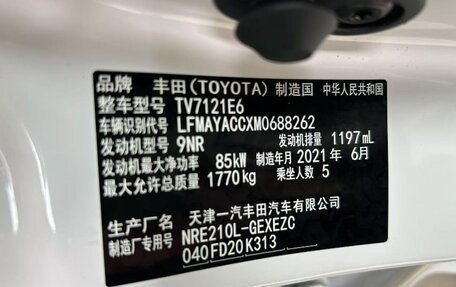 品牌 丰田(TOYOTA) 制造国 中华人民共和国
整车型号 TV7121E6
车辆识别代号 LFMAYACCXM0688262
发动机型号 9NR 发动机排量 1197mL
发动机最大净功率 85kW 制造年月 2021年 6月
最大允许总质量 1770kg 乘坐人数 5
生产厂名 天津一汽丰田汽车有限公司
制造厂专用号 NRE210L-GEXEZC
040 FD20 K313